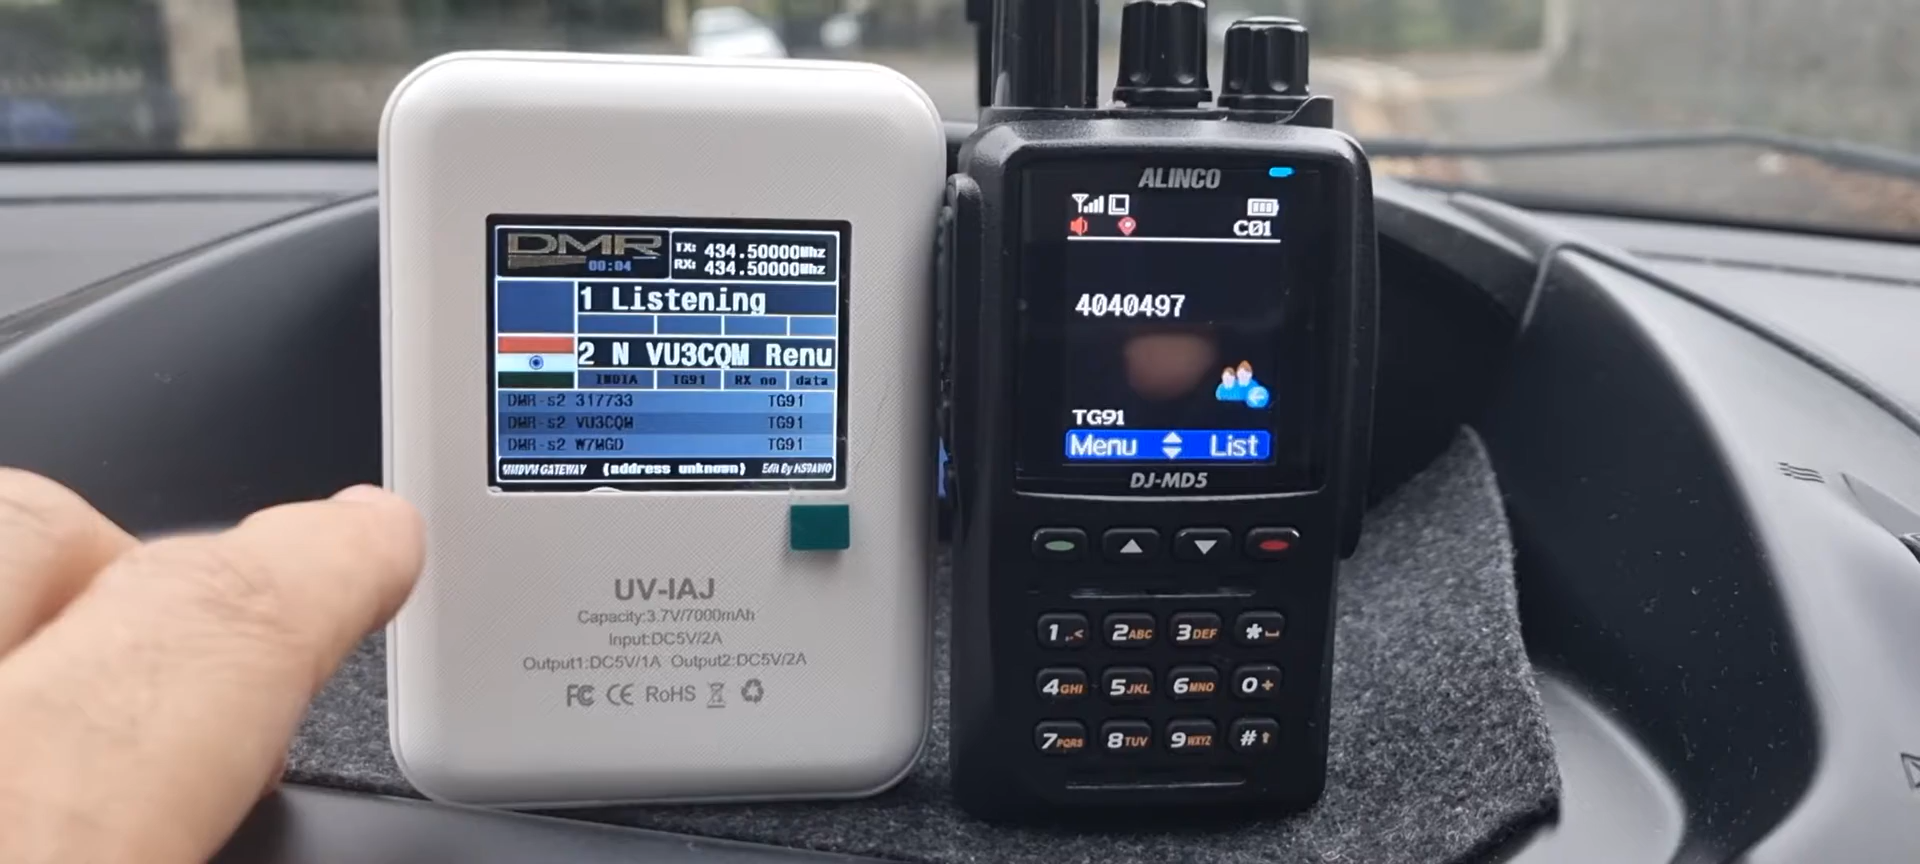 DMR
00:04
TX: 434.50000Mhz
RX: 434.50000Mhz
1 Listening
2 N VU3CQM Renu
INDIA TG91 RX no data
DMR-s2 317733 TG91
DMR-s2 VU3CQM TG91
DMR-s2 W7MGD TG91
MMDVM GATEWAY (address unknown) Edit By
UV-IAJ
Capacity:3.7V/7000mAh
Input:DC5V/2A
Output1:DC5V/1A Output2:DC5V/2A
FC CE RoHS
ALINCO
C01
4040497
TG91
Menu List
DJ-MD5
1 ,.< 2ABC 3DEF *
4GHI 5JKL 6MNO 0+
7PQRS 8TUV 9WXYZ #